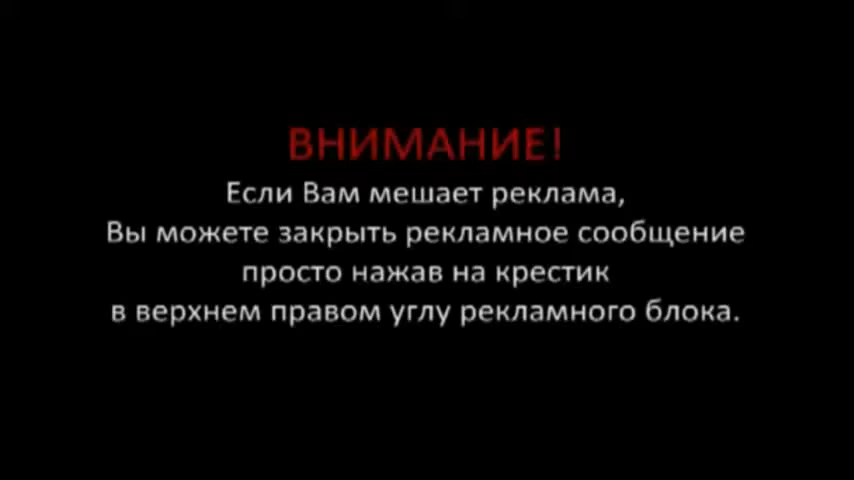 ВНИМАНИЕ!
Если Вам мешает реклама,
Вы можете закрыть рекламное сообщение
просто нажав на крестик
в верхнем правом углу рекламного блока.